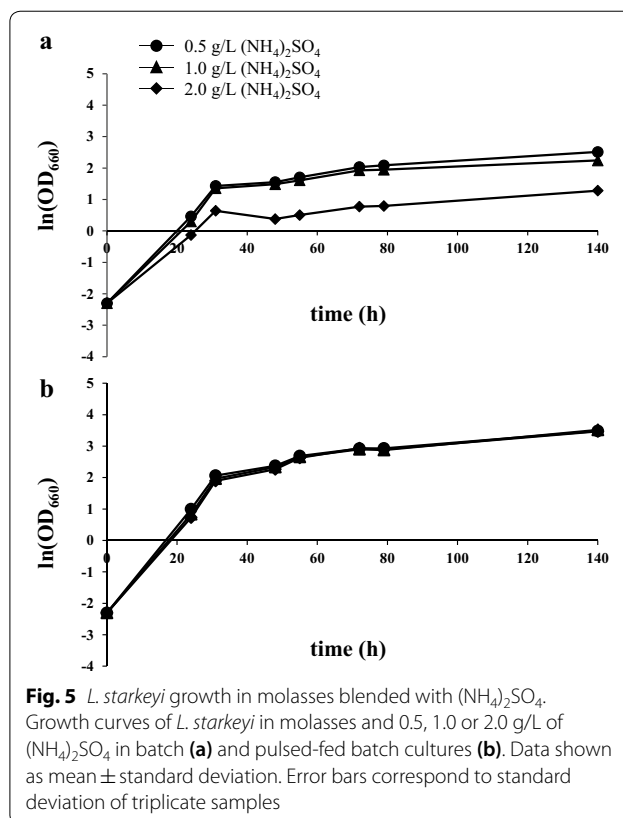 a
0.5 g/L (NH4)2SO4
1.0 g/L (NH4)2SO4
2.0 g/L (NH4)2SO4
5
4
3
2
1
0
-1
-2
-3
-4
ln(OD660)
0 20 40 60 80 100 120 140
time (h)
b
5
4
3
2
1
0
-1
-2
-3
-4
ln(OD660)
0 20 40 60 80 100 120 140
time (h)
Fig. 5 L. starkeyi growth in molasses blended with (NH4)2SO4.
Growth curves of L. starkeyi in molasses and 0.5, 1.0 or 2.0 g/L of
(NH4)2SO4 in batch (a) and pulsed-fed batch cultures (b). Data shown
as mean ± standard deviation. Error bars correspond to standard
deviation of triplicate samples